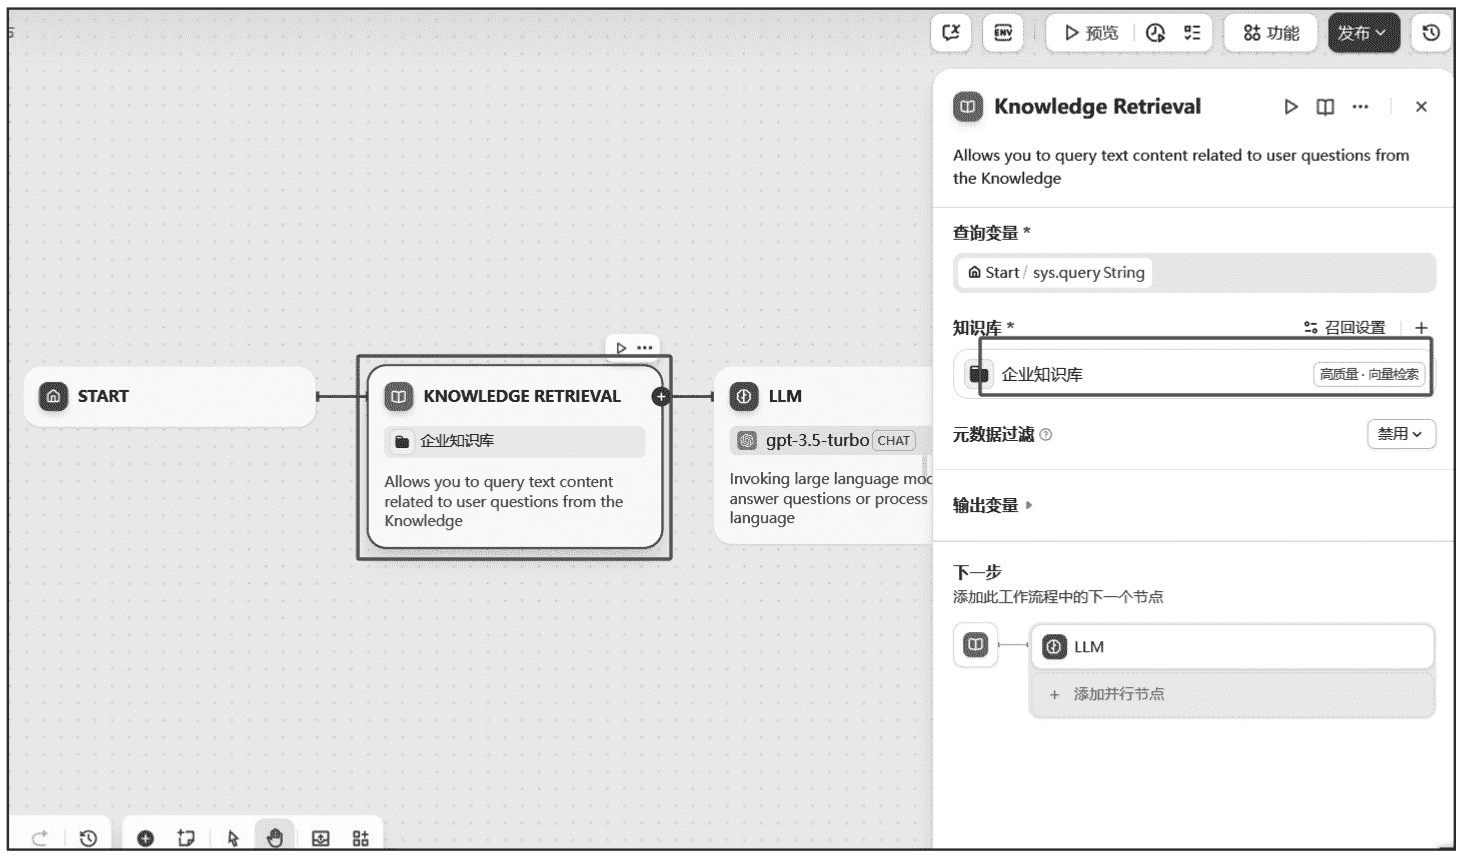 ENV
预览
功能
发布
Knowledge Retrieval
Allows you to query text content related to user questions from
the Knowledge
查询变量 *
Start / sys.query String
知识库 *
召回设置
企业知识库
高质量 · 向量检索
元数据过滤
禁用
输出变量
下一步
添加此工作流程中的下一个节点
LLM
+ 添加并行节点
START
KNOWLEDGE RETRIEVAL
企业知识库
Allows you to query text content
related to user questions from the
Knowledge
LLM
gpt-3.5-turbo CHAT
Invoking large language mod
answer questions or process
language